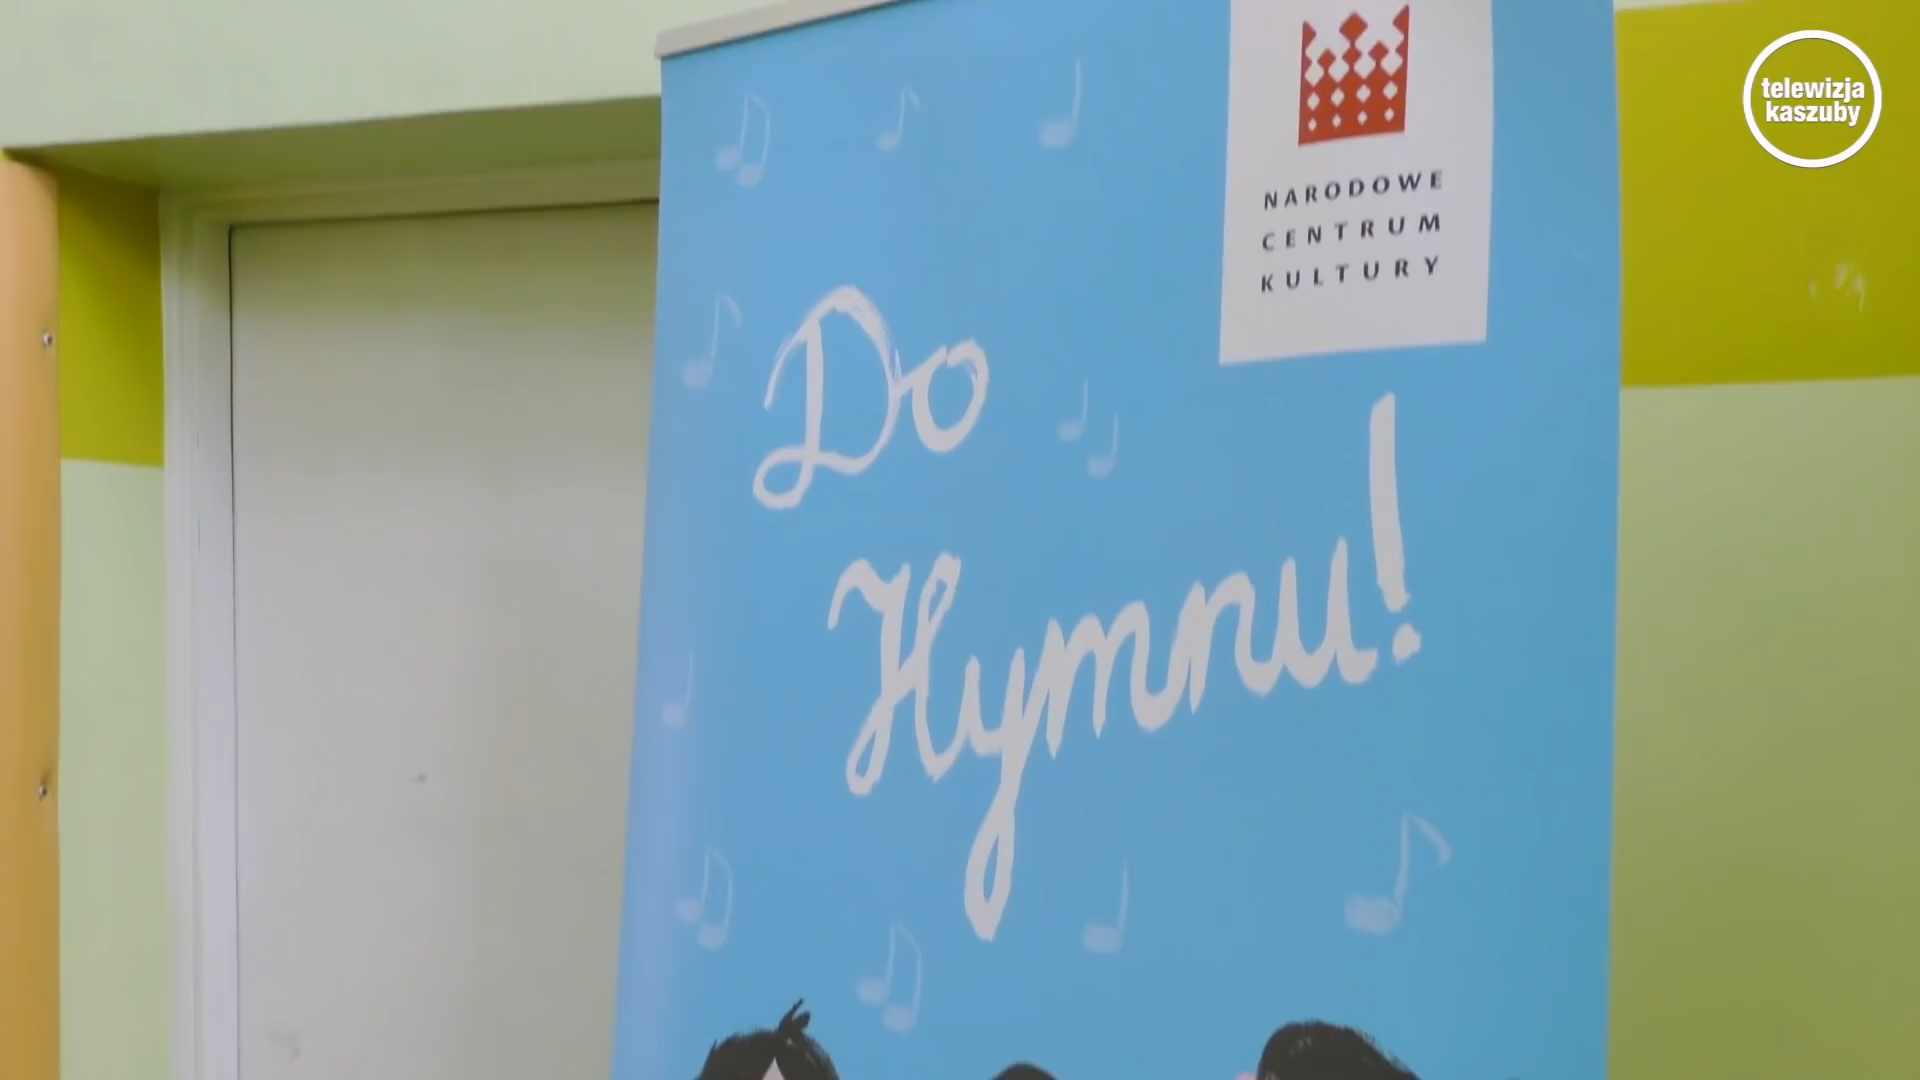 telewizja
kaszuby
NARODOWE
CENTRUM
KULTURY
Do
Hymnu!